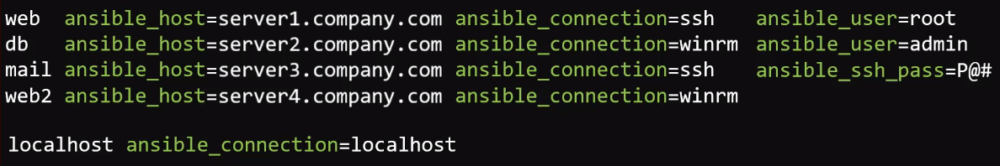 web ansible_host=server1.company.com ansible_connection=ssh ansible_user=root
db ansible_host=server2.company.com ansible_connection=winrm ansible_user=admin
mail ansible_host=server3.company.com ansible_connection=ssh ansible_ssh_pass=P@#
web2 ansible_host=server4.company.com ansible_connection=winrm
localhost ansible_connection=localhost